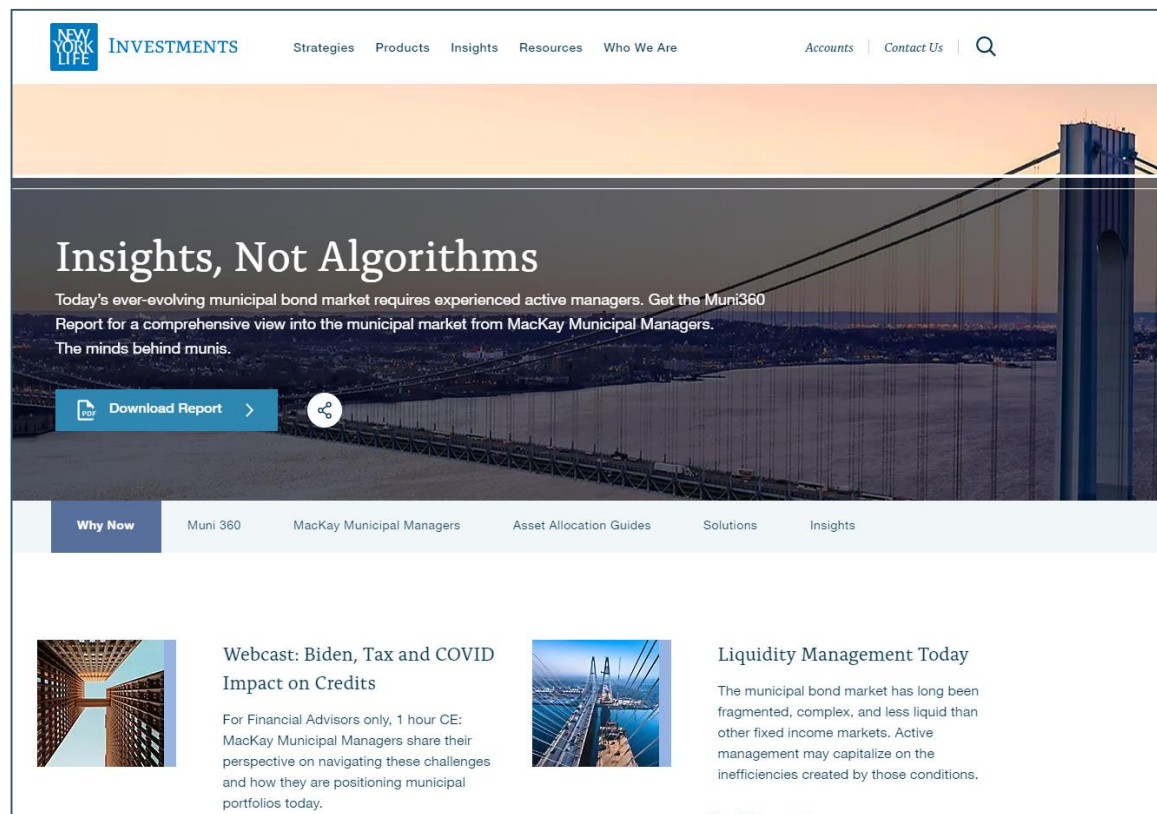 NEW
YORK
LIFE
INVESTMENTS
Strategies Products Insights Resources Who We Are
Accounts Contact Us
Insights, Not Algorithms
Today's ever-evolving municipal bond market requires experienced active managers. Get the Muni360
Report for a comprehensive view into the municipal market from MacKay Municipal Managers.
The minds behind munis.
PDF Download Report
Why Now Muni 360 MacKay Municipal Managers Asset Allocation Guides Solutions Insights
Webcast: Biden, Tax and COVID
Impact on Credits
For Financial Advisors only, 1 hour CE:
MacKay Municipal Managers share their
perspective on navigating these challenges
and how they are positioning municipal
portfolios today.
Liquidity Management Today
The municipal bond market has long been
fragmented, complex, and less liquid than
other fixed income markets. Active
management may capitalize on the
inefficiencies created by those conditions.